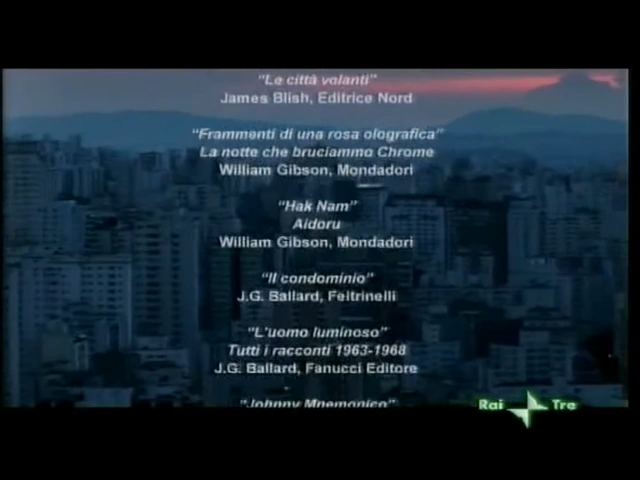 “Le città volanti”
James Blish, Editrice Nord
“Frammenti di una rosa olografica”
La notte che bruciammo Chrome
William Gibson, Mondadori
“Hak Nam”
Aidoru
William Gibson, Mondadori
“Il condominio”
J.G. Ballard, Feltrinelli
“L'uomo luminoso”
Tutti i racconti 1963-1968
J.G. Ballard, Fanucci Editore
“Johnny Mnemonico”
Rai Tre